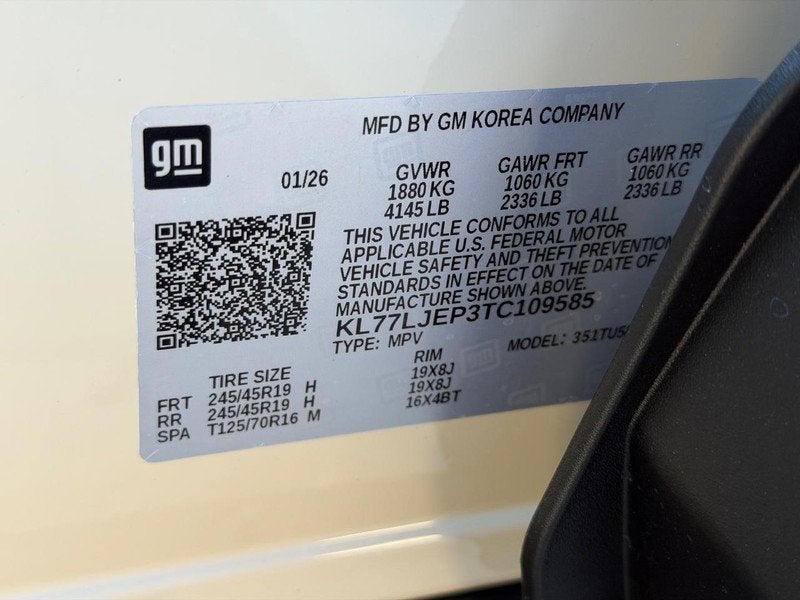 MFD BY GM KOREA COMPANY
gm
01/26
GVWR GAWR FRT GAWR RR
1880 KG 1060 KG 1060 KG
4145 LB 2336 LB 2336 LB
THIS VEHICLE CONFORMS TO ALL
APPLICABLE U.S. FEDERAL MOTOR
VEHICLE SAFETY AND THEFT PREVENTION
STANDARDS IN EFFECT ON THE DATE OF
MANUFACTURE SHOWN ABOVE.
KL77LJEP3TC109585
TYPE: MPV MODEL:
TIRE SIZE RIM
FRT 245/45R19 H 19X8J
RR 245/45R19 H 19X8J
SPA T125/70R16 M 16X4BT